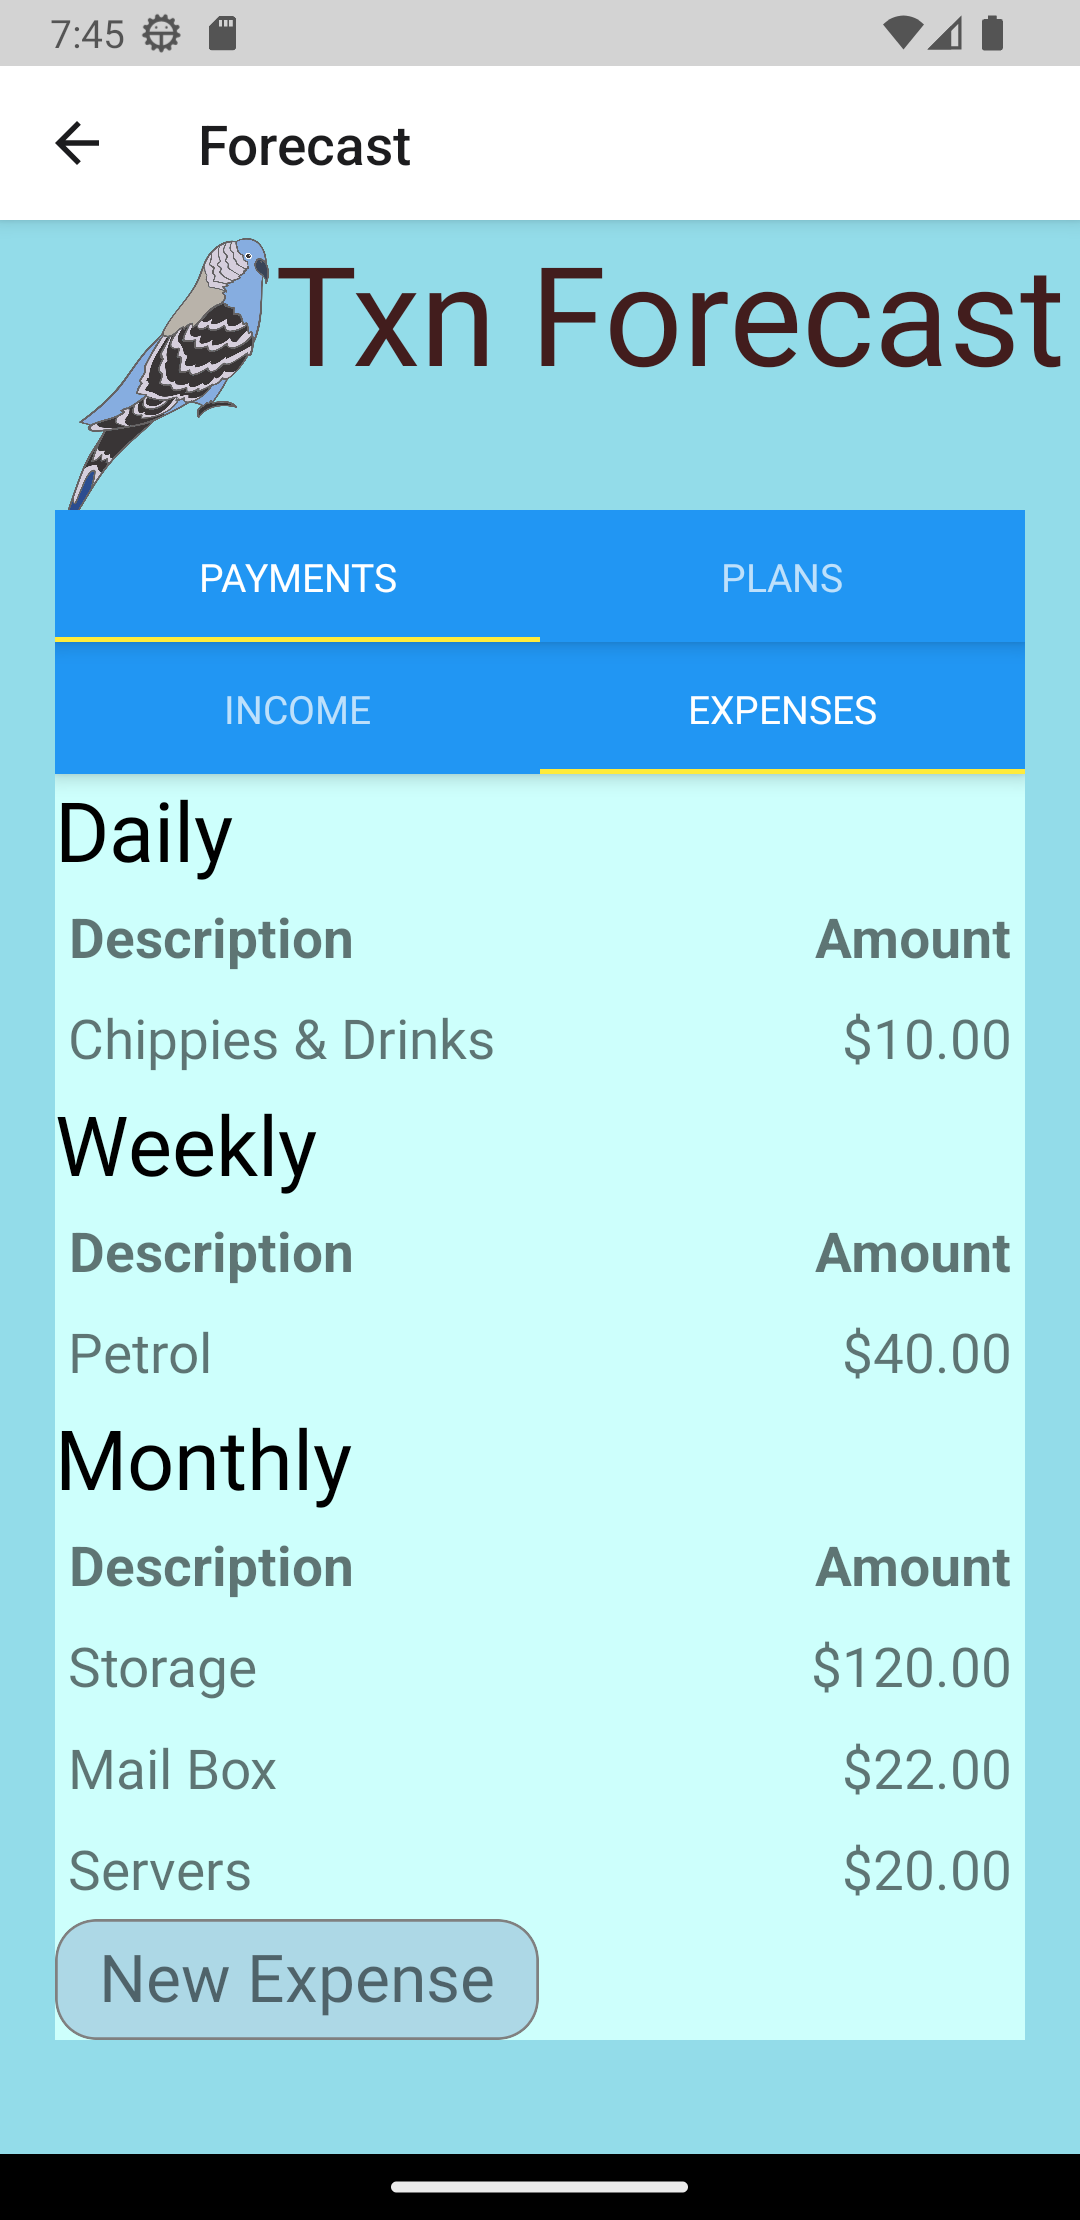 7:45
Forecast
Txn Forecast
PAYMENTS PLANS
INCOME EXPENSES
Daily
Description Amount
Chippies & Drinks $10.00
Weekly
Description Amount
Petrol $40.00
Monthly
Description Amount
Storage $120.00
Mail Box $22.00
Servers $20.00
New Expense